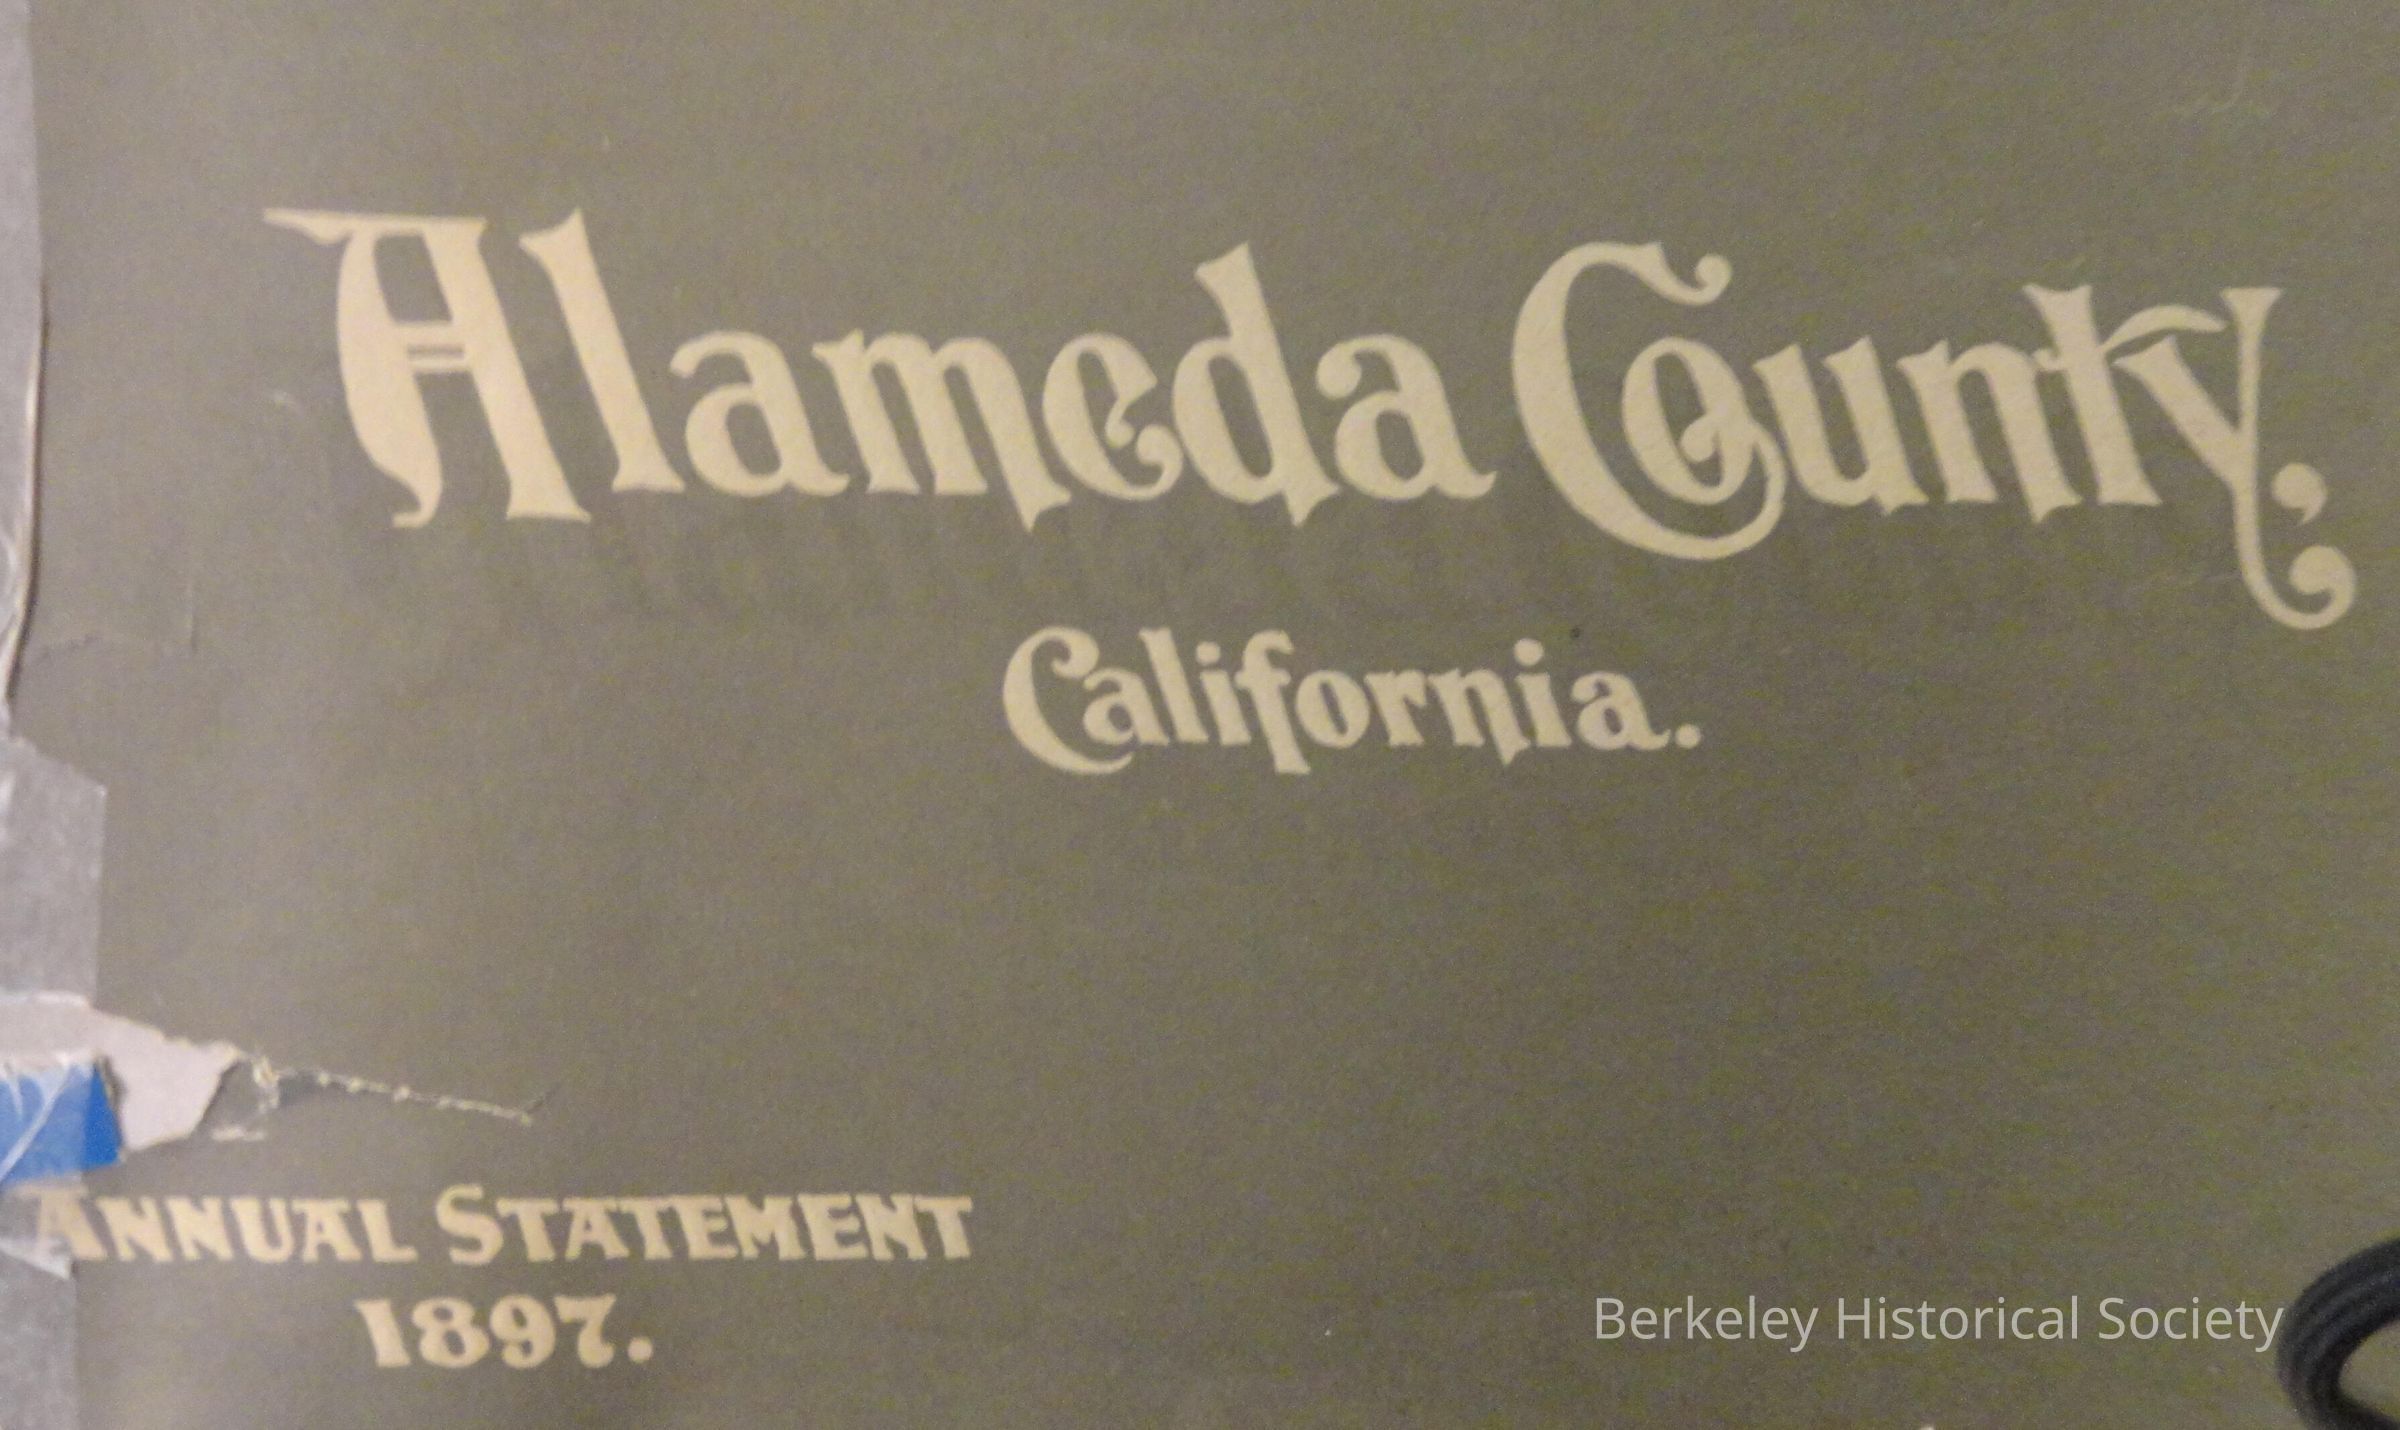 Alameda County,
California.
ANNUAL STATEMENT
1897.
Berkeley Historical Society